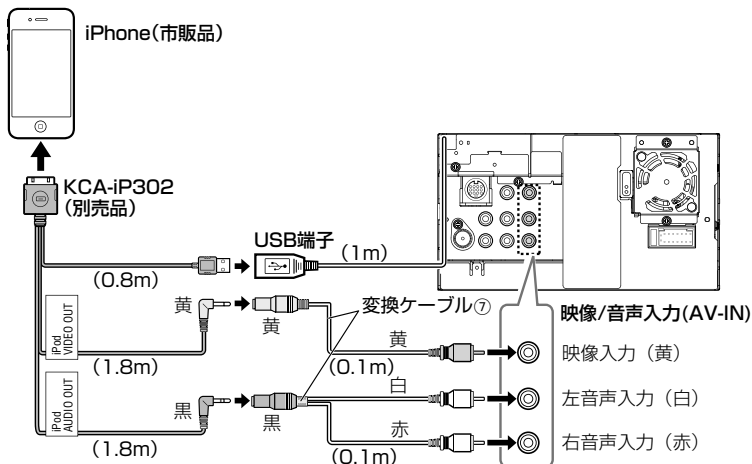 iPhone(市販品)
KCA-iP302
(別売品)
USB端子
(1m)
(0.8m)
iPod
VIDEO OUT
黄
黄
変換ケーブル⑦
映像/音声入力(AV-IN)
(1.8m)
黄
(0.1m)
映像入力（黄）
iPod
AUDIO OUT
黒
黒
白
左音声入力（白）
(1.8m)
赤
(0.1m)
右音声入力（赤）